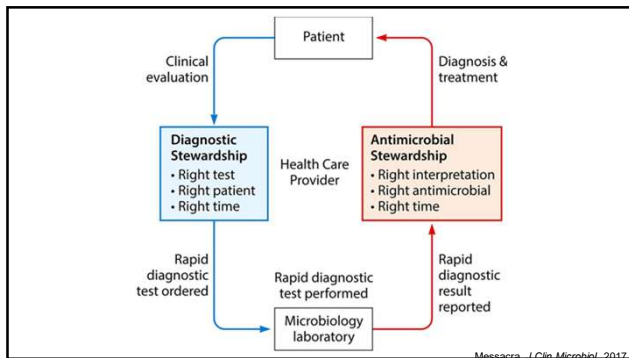 Patient
Clinical
evaluation
Diagnosis &
treatment
Diagnostic
Stewardship
• Right test
• Right patient
• Right time
Health Care
Provider
Antimicrobial
Stewardship
• Right interpretation
• Right antimicrobial
• Right time
Rapid
diagnostic
test ordered
Rapid diagnostic
test performed
Rapid
diagnostic
result
reported
Microbiology
laboratory
Messacra, J Clin Microbiol, 2017